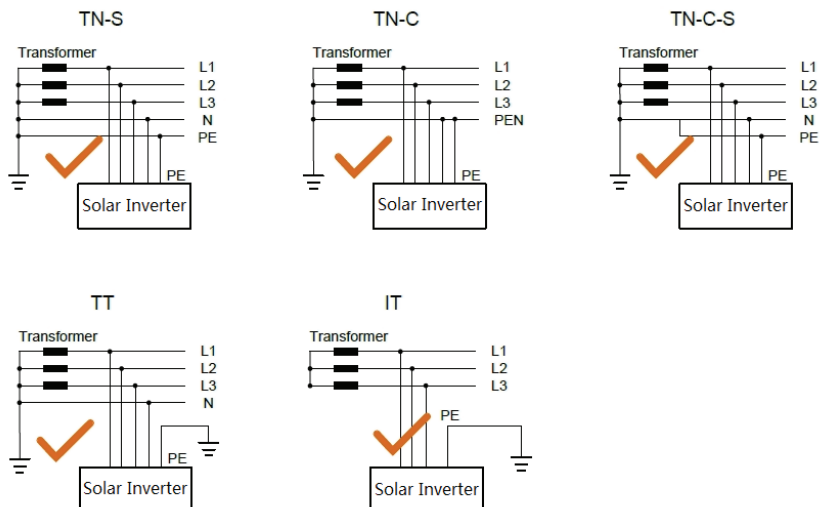 TN-S
TN-C
TN-C-S
Transformer
L1
L2
L3
N
PE
PE
Solar Inverter
Transformer
L1
L2
L3
PEN
PE
Solar Inverter
Transformer
L1
L2
L3
N
PE
PE
Solar Inverter
TT
IT
Transformer
L1
L2
L3
N
PE
Solar Inverter
Transformer
L1
L2
L3
PE
Solar Inverter